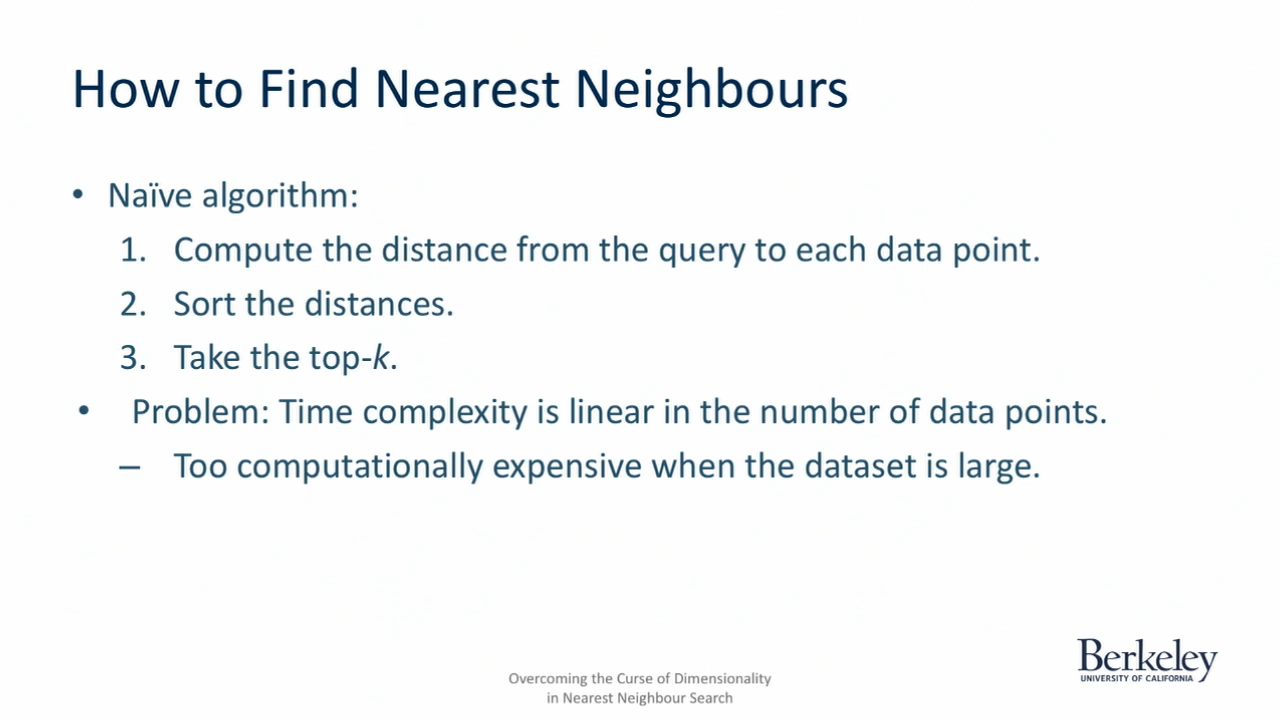 How to Find Nearest Neighbours
• Naïve algorithm:
1. Compute the distance from the query to each data point.
2. Sort the distances.
3. Take the top-k.
• Problem: Time complexity is linear in the number of data points.
– Too computationally expensive when the dataset is large.
Overcoming the Curse of Dimensionality
in Nearest Neighbour Search
Berkeley
UNIVERSITY OF CALIFORNIA